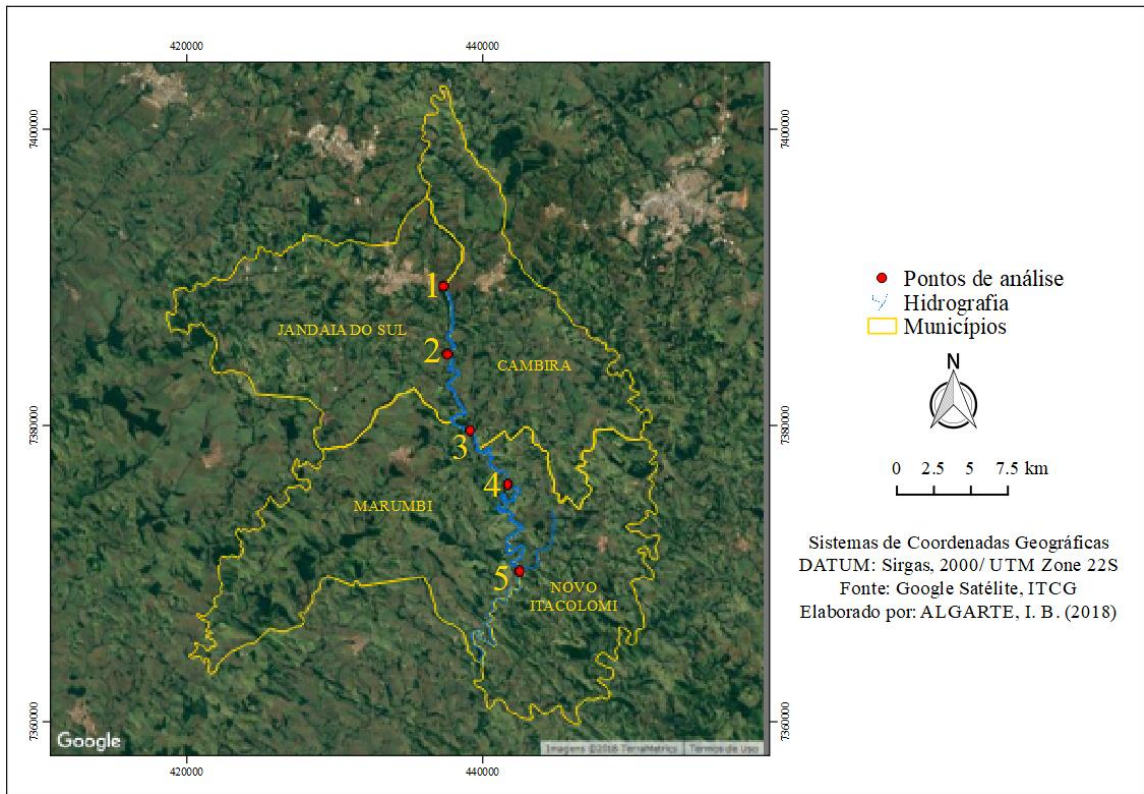 420000
440000
7400000
7400000
1
JANDAIA DO SUL
2
CAMBIRA
7380000
7380000
3
4
MARUMBI
5
NOVO
ITACOLOMI
7360000
7360000
Google
Imagens ©2018 TerraMetrics
Termos de Uso
420000
440000
Pontos de análise
Hidrografia
Municípios
N
0 2.5 5 7.5 km
Sistemas de Coordenadas Geográficas
DATUM: Sirgas, 2000/ UTM Zone 22S
Fonte: Google Satélite, ITCG
Elaborado por: ALGARTE, I. B. (2018)